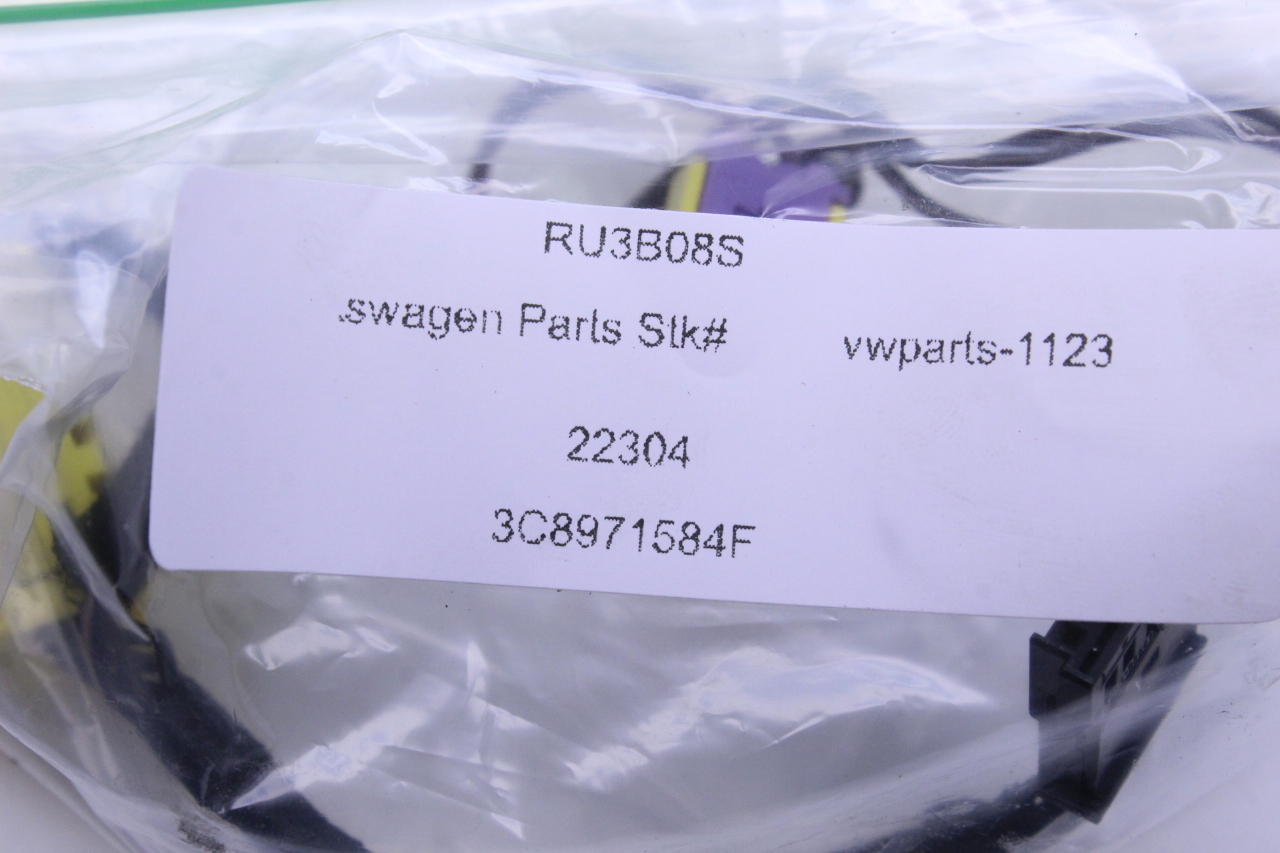 RU3B08S
.swagen Parts Stk# vwparts-1123
22304
3C8971584F